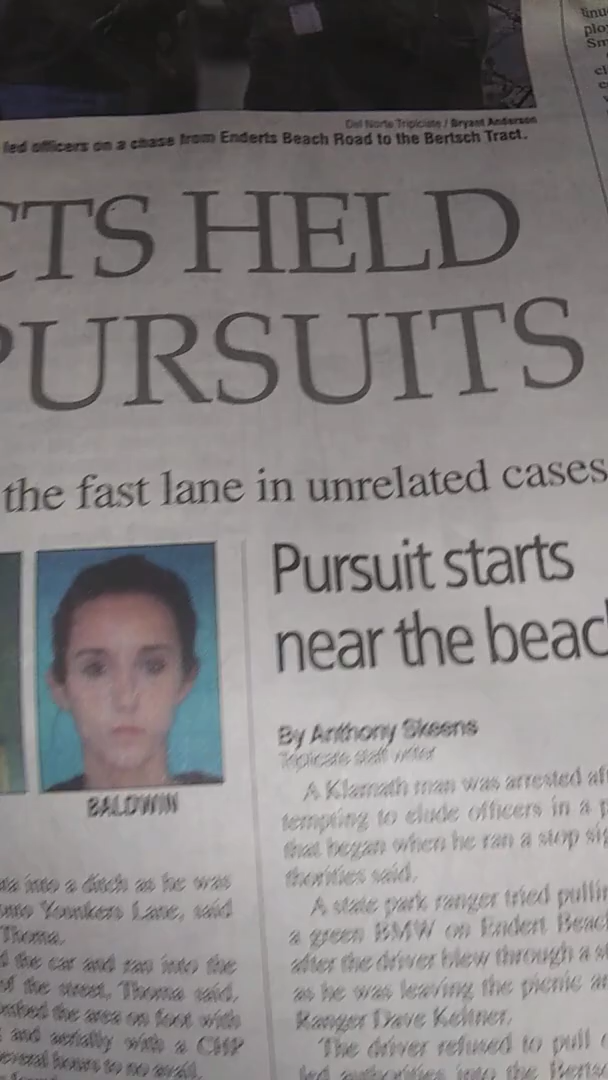 Del Norte Triplicate / Bryant Anderson
led officers on a chase from Enderts Beach Road to the Bertsch Tract.
CTS HELD
PURSUITS
the fast lane in unrelated cases
BALDWIN
into a ditch as he was
onto Younkers Lane, said
Thoma.
the car and ran into the
of the street, Thoma said.
the area on foot with
and aerially with a CHP
several hours to no avail.
Pursuit starts
near the beac
By Anthony Skeens
Triplicate staff writer
A Klamath man was arrested af
tempting to elude officers in a p
that began when he ran a stop sig
thorities said.
A state park ranger tried pullin
a green BMW on Endert Beac
after the driver blew through a s
as he was leaving the picnic a
Ranger Dave Keltner.
The driver refused to pull
led authorities into the Berts